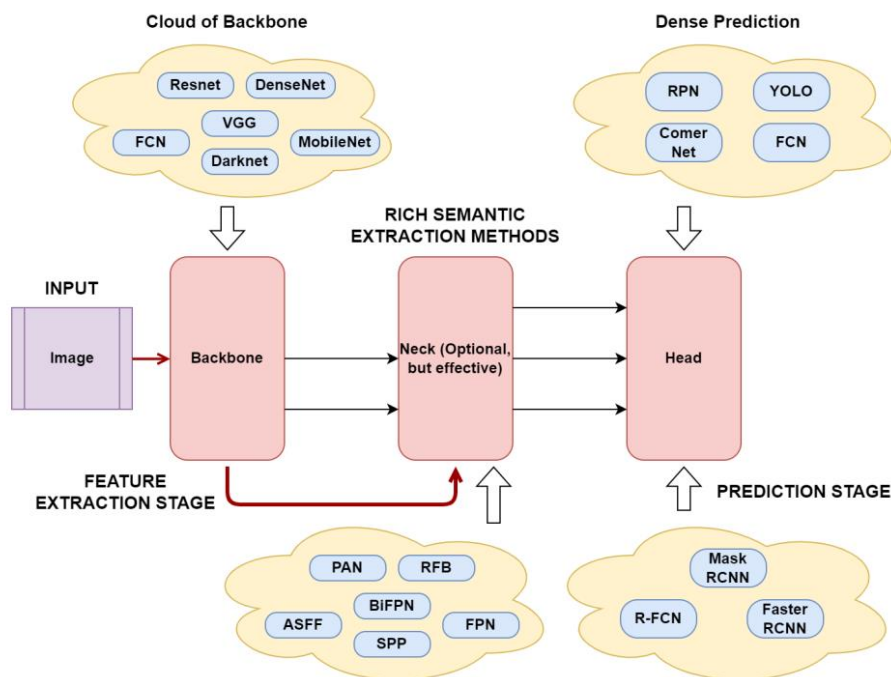 Cloud of Backbone
Dense Prediction
Resnet
DenseNet
VGG
FCN
MobileNet
Darknet
RPN
YOLO
Comer
Net
FCN
RICH SEMANTIC
EXTRACTION METHODS
INPUT
Image
Backbone
Neck (Optional,
but effective)
Head
FEATURE
EXTRACTION STAGE
PREDICTION STAGE
PAN
RFB
BiFPN
ASFF
FPN
SPP
Mask
RCNN
R-FCN
Faster
RCNN